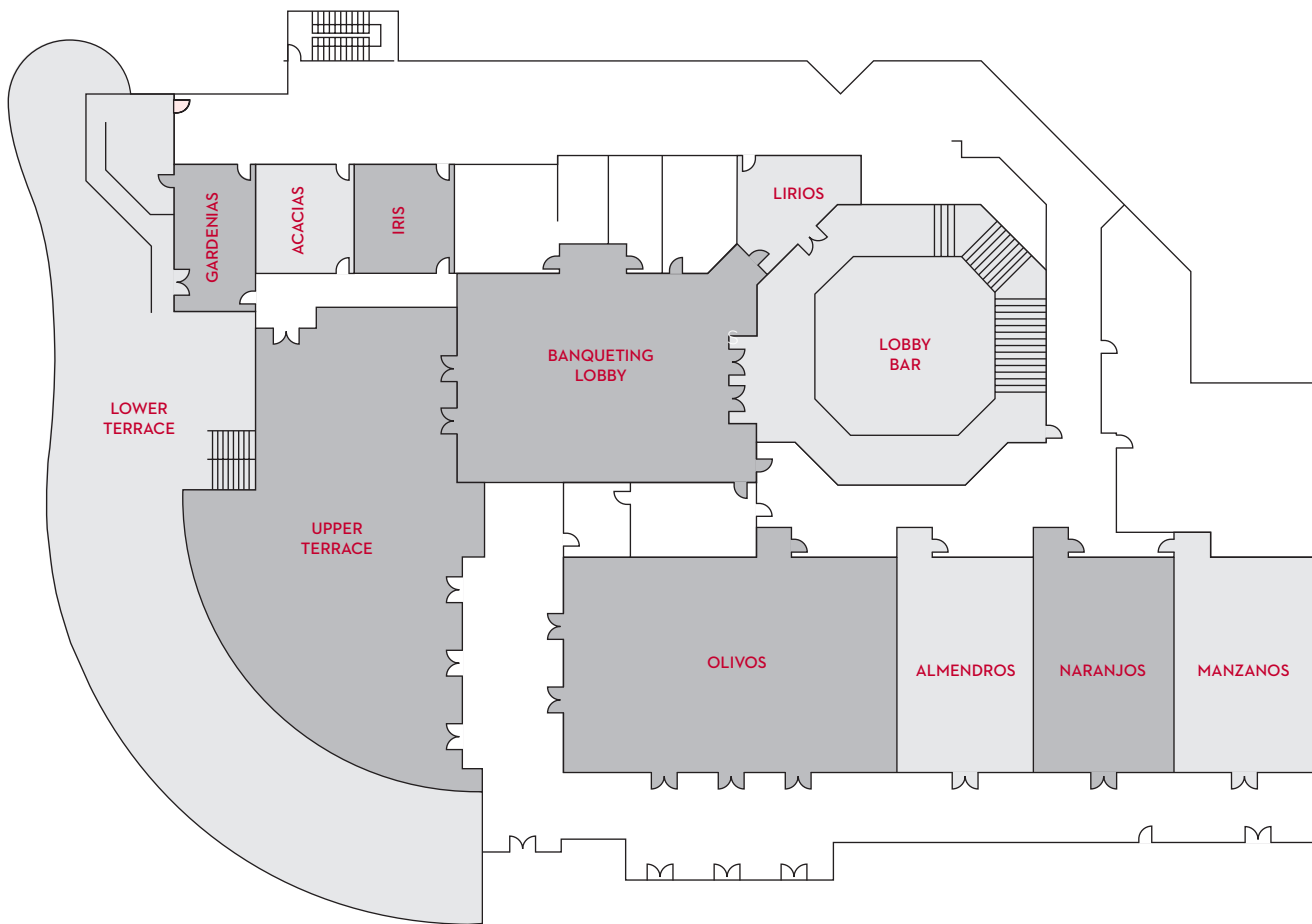 GARDENIAS
ACACIAS
IRIS
LIRIOS
BANQUETING
LOBBY
S
LOBBY
BAR
LOWER
TERRACE
UPPER
TERRACE
OLIVOS
ALMENDROS
NARANJOS
MANZANOS